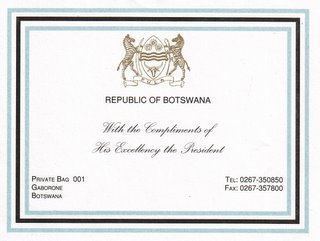 REPUBLIC OF BOTSWANA
With the Compliments of
His Excellency the President
PRIVATE BAG 001
GABORONE
BOTSWANA
TEL: 0267-350850
FAX: 0267-357800